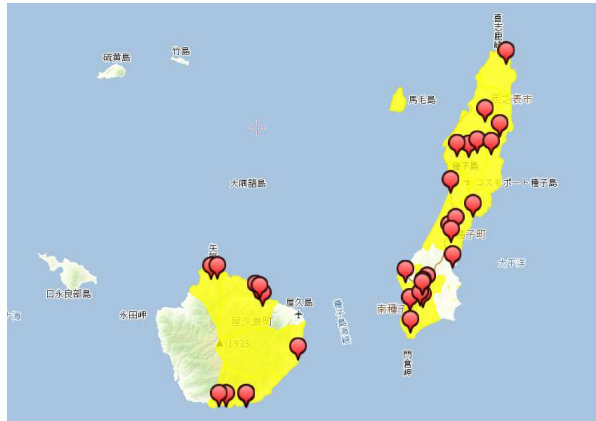 喜志鹿崎
竹島
硫黄島
馬毛島
西之表市
種子島
コスモポート種子島
大隅諸島
太平洋
口永良部島
永田岬
屋久島
屋久島町
種子島海峡
▲1935
南種子
門倉岬